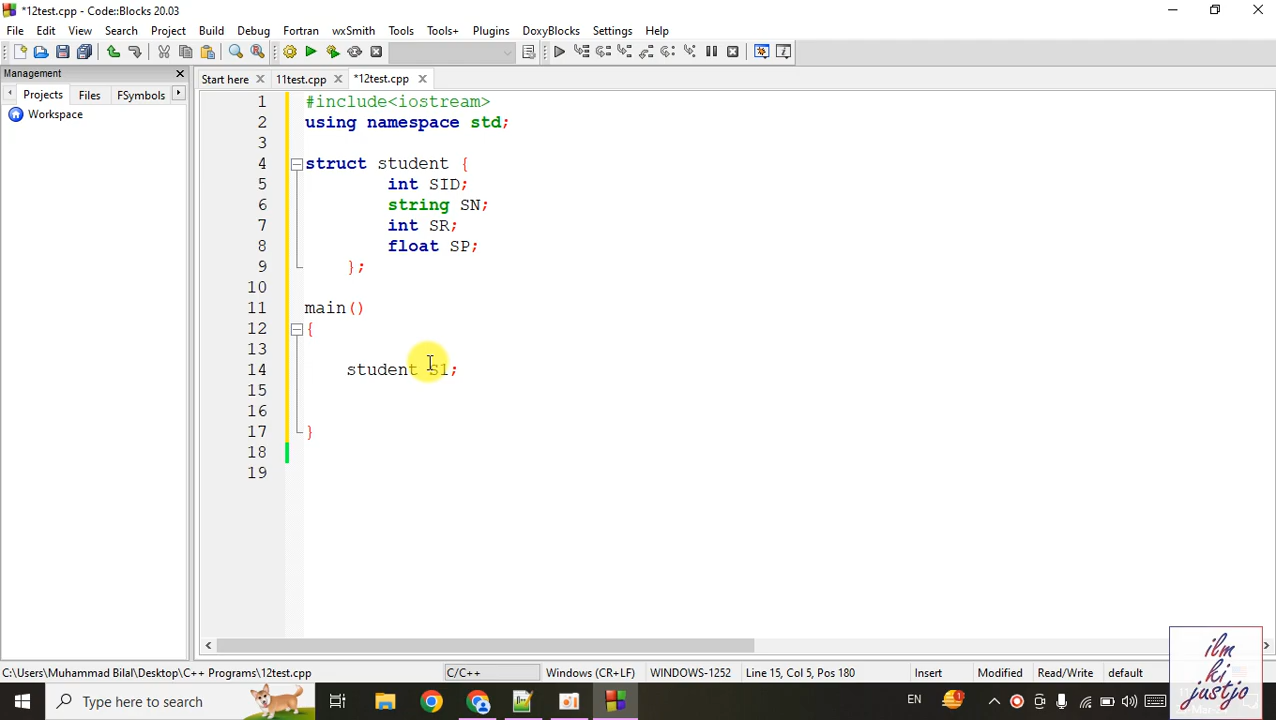 *12test.cpp - Code::Blocks 20.03
File Edit View Search Project Build Debug Fortran wxSmith Tools Tools+ Plugins DoxyBlocks Settings Help
Management
Projects Files FSymbols
Workspace
Start here 11test.cpp *12test.cpp
1 #include<iostream>
2 using namespace std;
3
4 struct student {
5 int SID;
6 string SN;
7 int SR;
8 float SP;
9 };
10
11 main()
12 {
13
14 student S1;
15
16
17 }
18
19
C:\Users\Muhammad Bilal\Desktop\C++ Programs\12test.cpp C/C++ Windows (CR+LF) WINDOWS-1252 Line 15, Col 5, Pos 180 Insert Modified Read/Write default
Type here to search
EN 1
ilm
ki
justjo